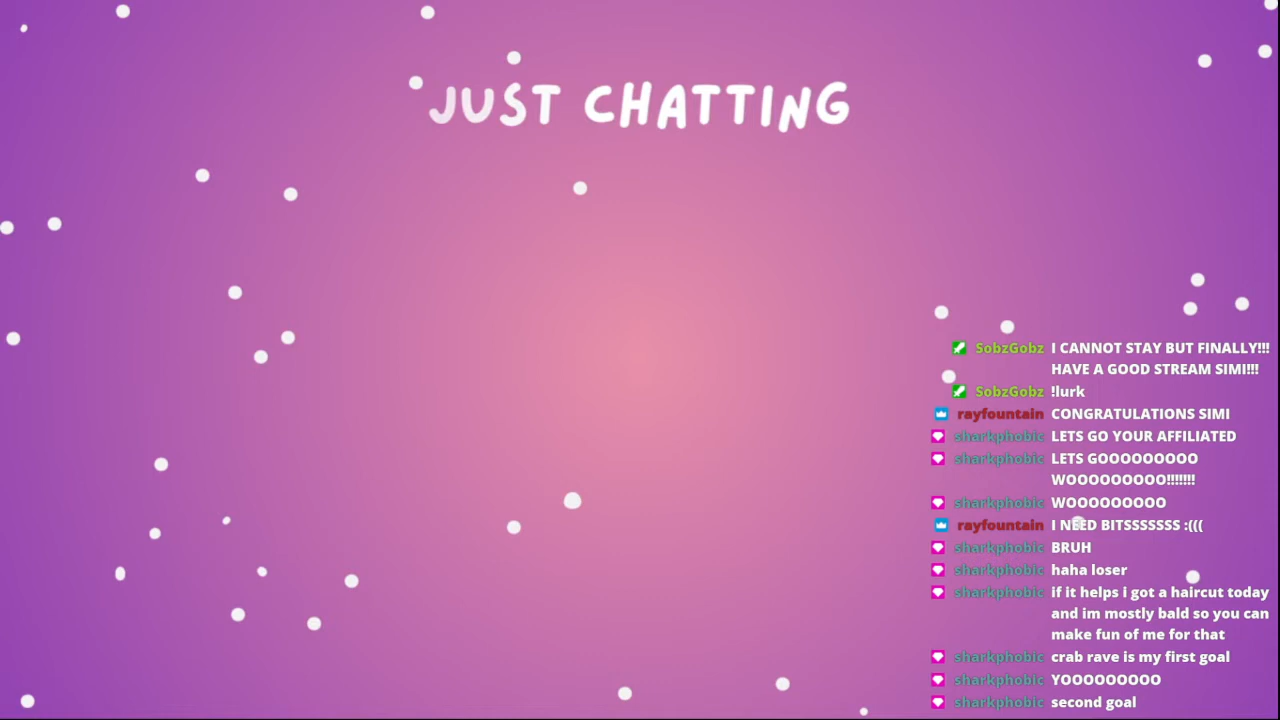 JUST CHATTING
SobzGobz I CANNOT STAY BUT FINALLY!!!
HAVE A GOOD STREAM SIMI!!!
SobzGobz !lurk
rayfountain CONGRATULATIONS SIMI
sharkphobic LETS GO YOUR AFFILIATED
sharkphobic LETS GOOOOOOOOO
WOOOOOOOOO!!!!!!!
sharkphobic WOOOOOOOOO
rayfountain I NEED BITSSSSSSS :(((
sharkphobic BRUH
sharkphobic haha loser
sharkphobic if it helps i got a haircut today
and im mostly bald so you can
make fun of me for that
sharkphobic crab rave is my first goal
sharkphobic YOOOOOOOOO
sharkphobic second goal